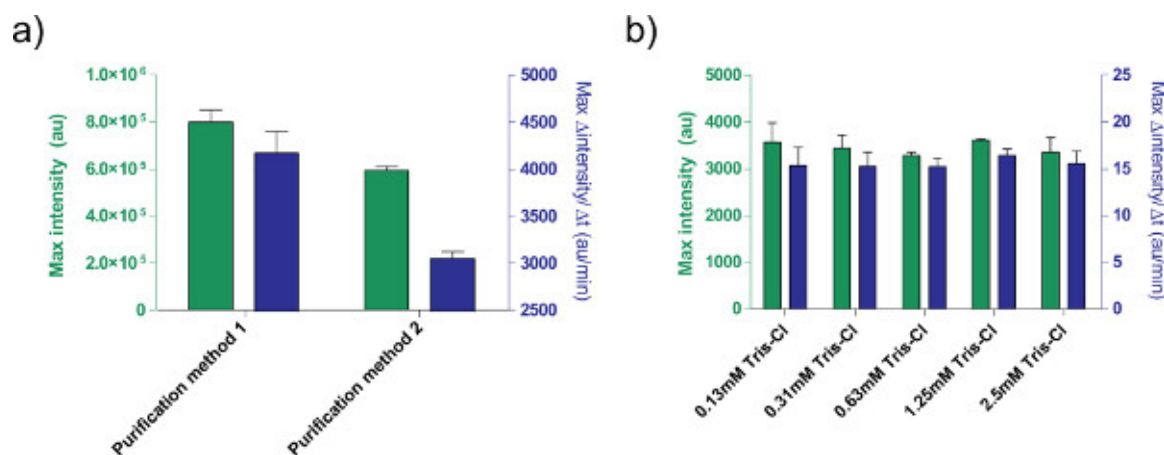 a)
Max intensity (au)
1.0×10⁶
8.0×10⁵
6.0×10⁵
4.0×10⁵
2.0×10⁵
0
5000
4500
4000
3500
3000
2500
Max Δintensity/ Δt
(au/min)
Purification method 1
Purification method 2
b)
Max intensity (au)
5000
4000
3000
2000
1000
0
25
20
15
10
5
0
Max Δintensity/ Δt
(au/min)
0.13mM Tris-Cl
0.31mM Tris-Cl
0.63mM Tris-Cl
1.25mM Tris-Cl
2.5mM Tris-Cl